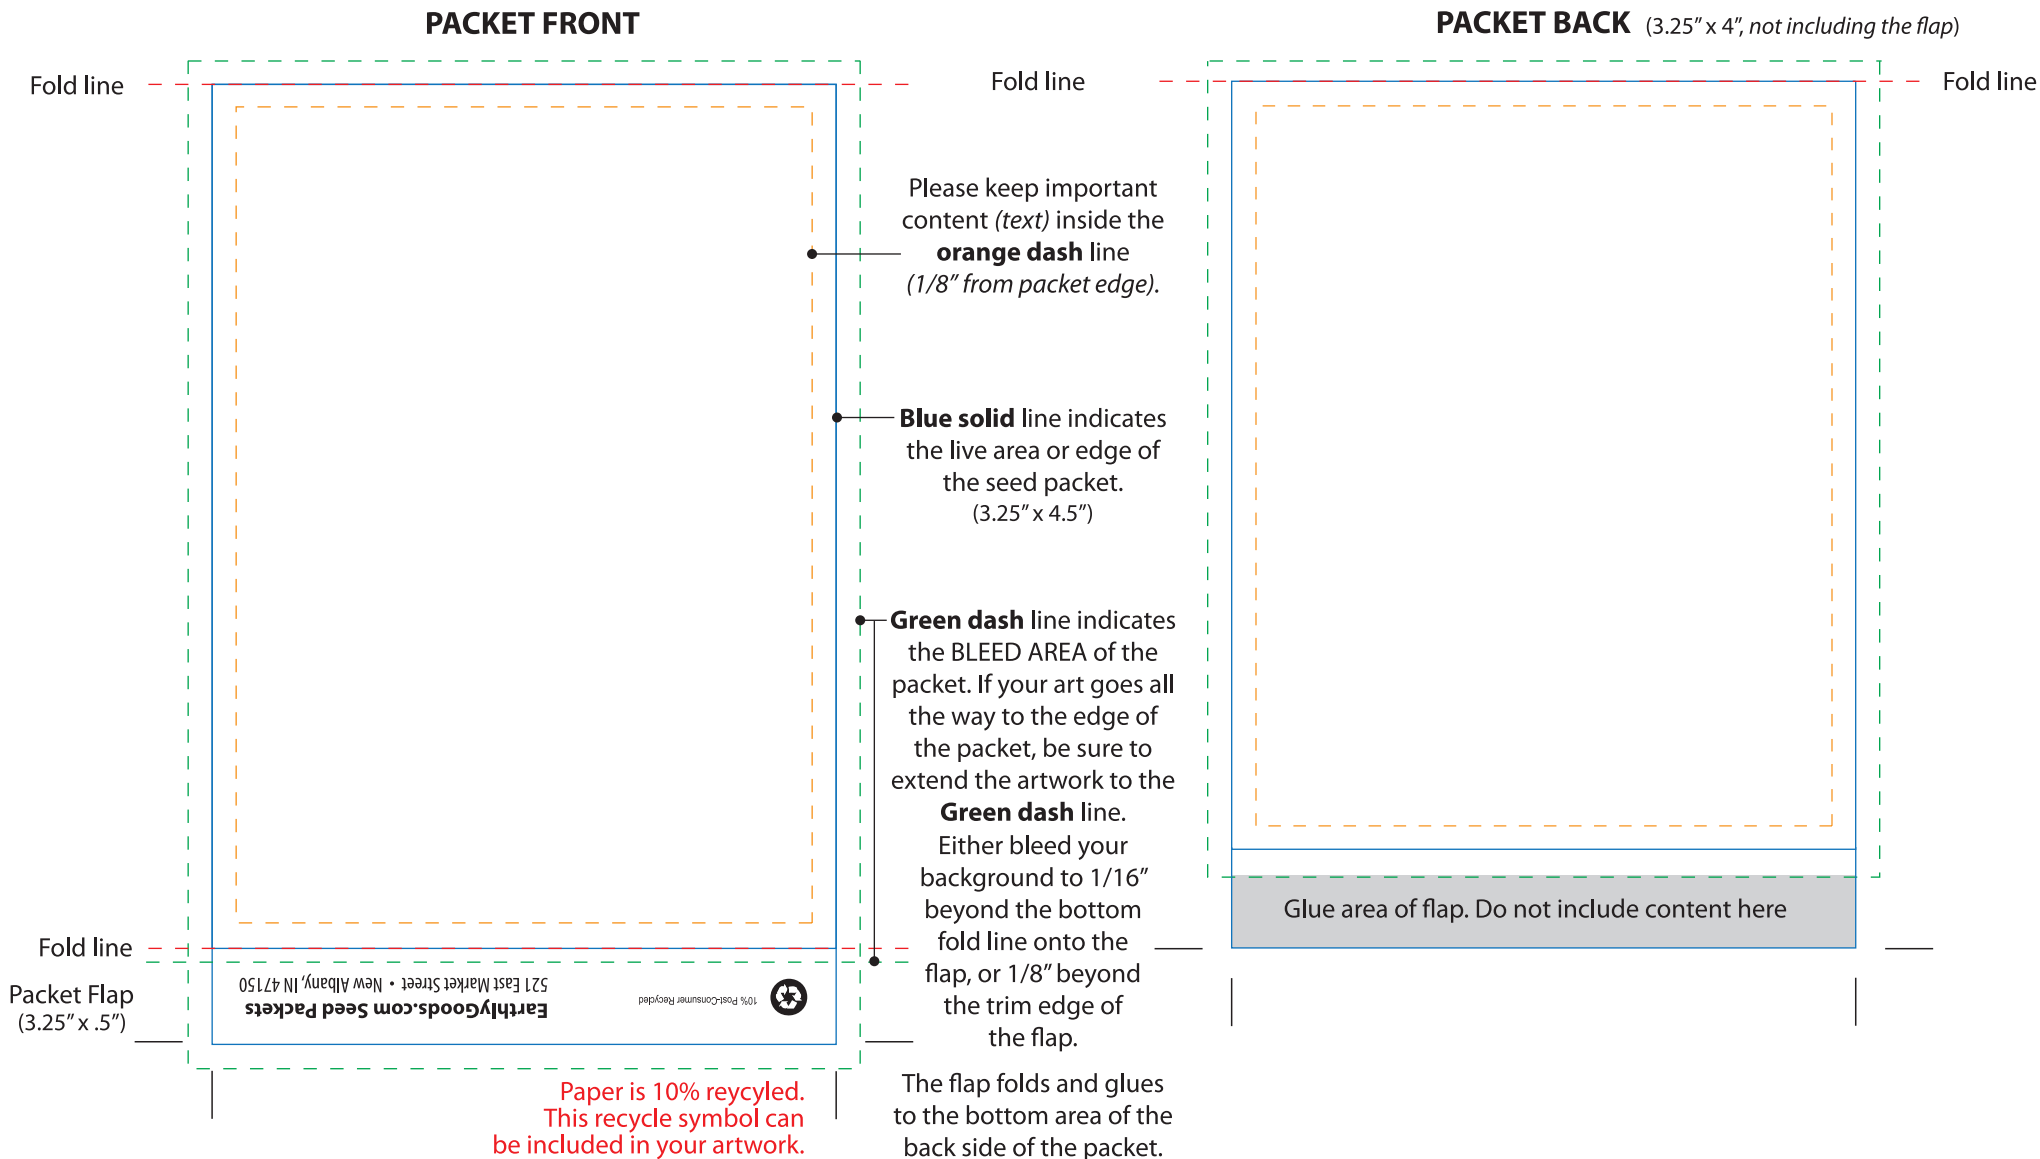 PACKET FRONT
PACKET BACK (3.25” x 4”, not including the flap)
Fold line
Fold line
Fold line
Please keep important
content (text) inside the
orange dash line
(1/8” from packet edge).
Blue solid line indicates
the live area or edge of
the seed packet.
(3.25” x 4.5”)
Green dash line indicates
the BLEED AREA of the
packet. If your art goes all
the way to the edge of
the packet, be sure to
extend the artwork to the
Green dash line.
Either bleed your
background to 1/16”
beyond the bottom
fold line onto the
flap, or 1/8” beyond
the trim edge of
the flap.
The flap folds and glues
to the bottom area of the
back side of the packet.
Glue area of flap. Do not include content here
Fold line
Packet Flap
(3.25” x .5”)
EarthlyGoods.com Seed Packets
521 East Market Street • New Albany, IN 47150
10% Post-Consumer Recycled
Paper is 10% reycyled.
This recycle symbol can
be included in your artwork.